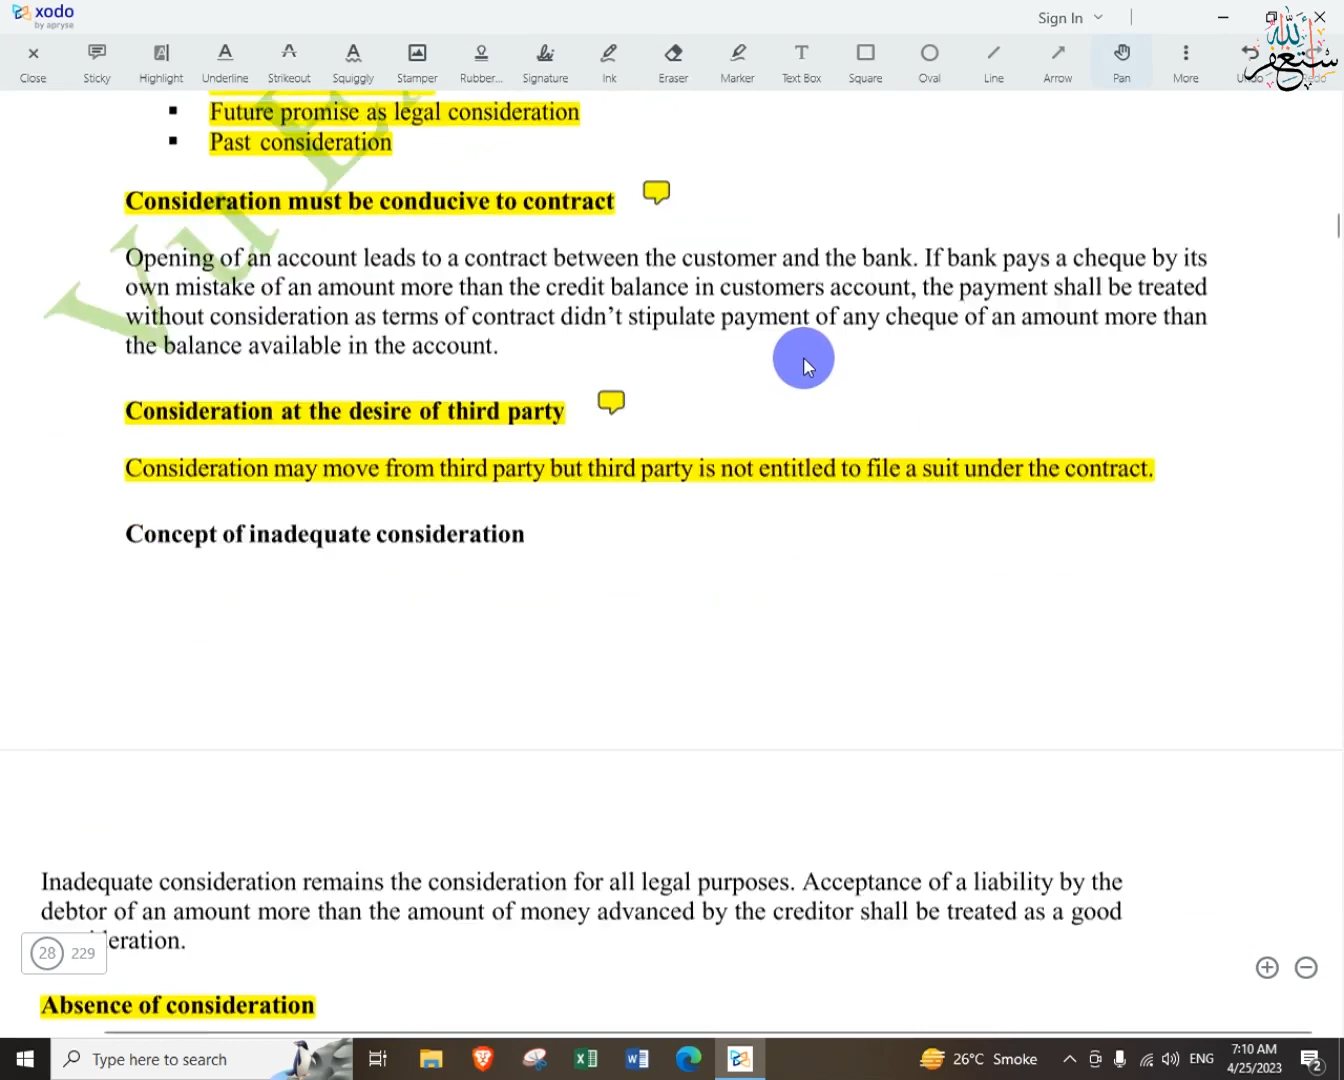 xodo
by apryse
Sign In
Close
Sticky
Highlight
Underline
Strikeout
Squiggly
Stamper
Rubber...
Signature
Ink
Eraser
Marker
Text Box
Square
Oval
Line
Arrow
Pan
More
Future promise as legal consideration
Past consideration
Consideration must be conducive to contract
Opening of an account leads to a contract between the customer and the bank. If bank pays a cheque by its
own mistake of an amount more than the credit balance in customers account, the payment shall be treated
without consideration as terms of contract didn’t stipulate payment of any cheque of an amount more than
the balance available in the account.
Consideration at the desire of third party
Consideration may move from third party but third party is not entitled to file a suit under the contract.
Concept of inadequate consideration
Inadequate consideration remains the consideration for all legal purposes. Acceptance of a liability by the
debtor of an amount more than the amount of money advanced by the creditor shall be treated as a good
eration.
28 229
Absence of consideration
Type here to search
26°C Smoke
ENG
7:10 AM
4/25/2023
2